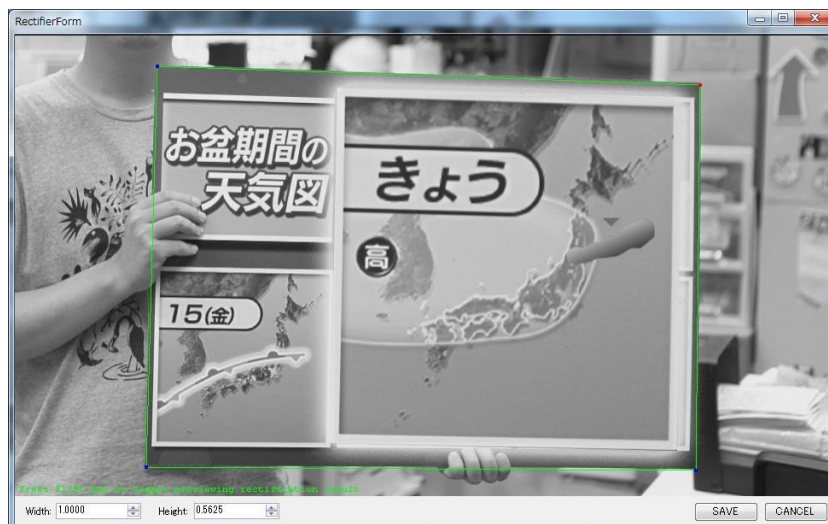 RectifierForm
お盆期間の
天気図
きょう
高
15(金)
Width: 1.0000
Height: 0.5625
SAVE
CANCEL